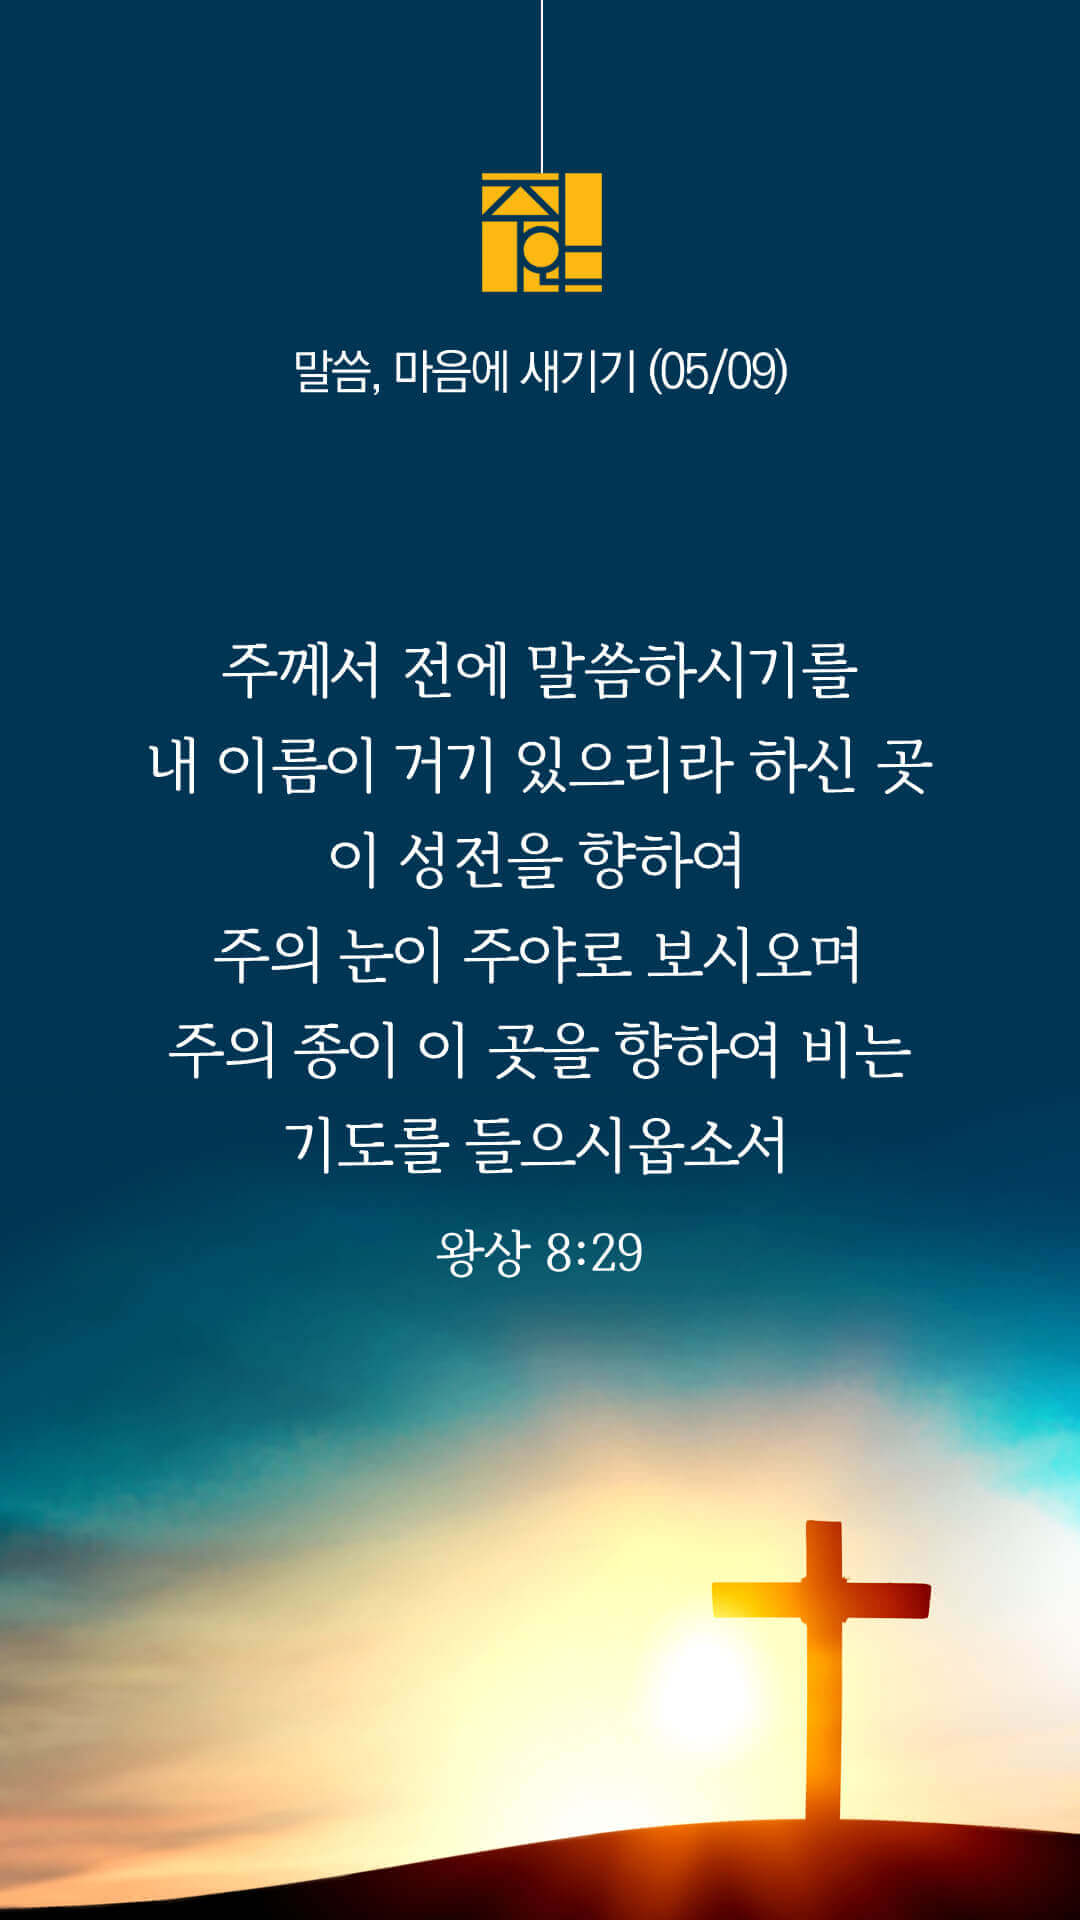 말씀, 마음에 새기기 (05/09)
주께서 전에 말씀하시기를
내 이름이 거기 있으리라 하신 곳
이 성전을 향하여
주의 눈이 주야로 보시오며
주의 종이 이 곳을 향하여 비는
기도를 들으시옵소서
왕상 8:29